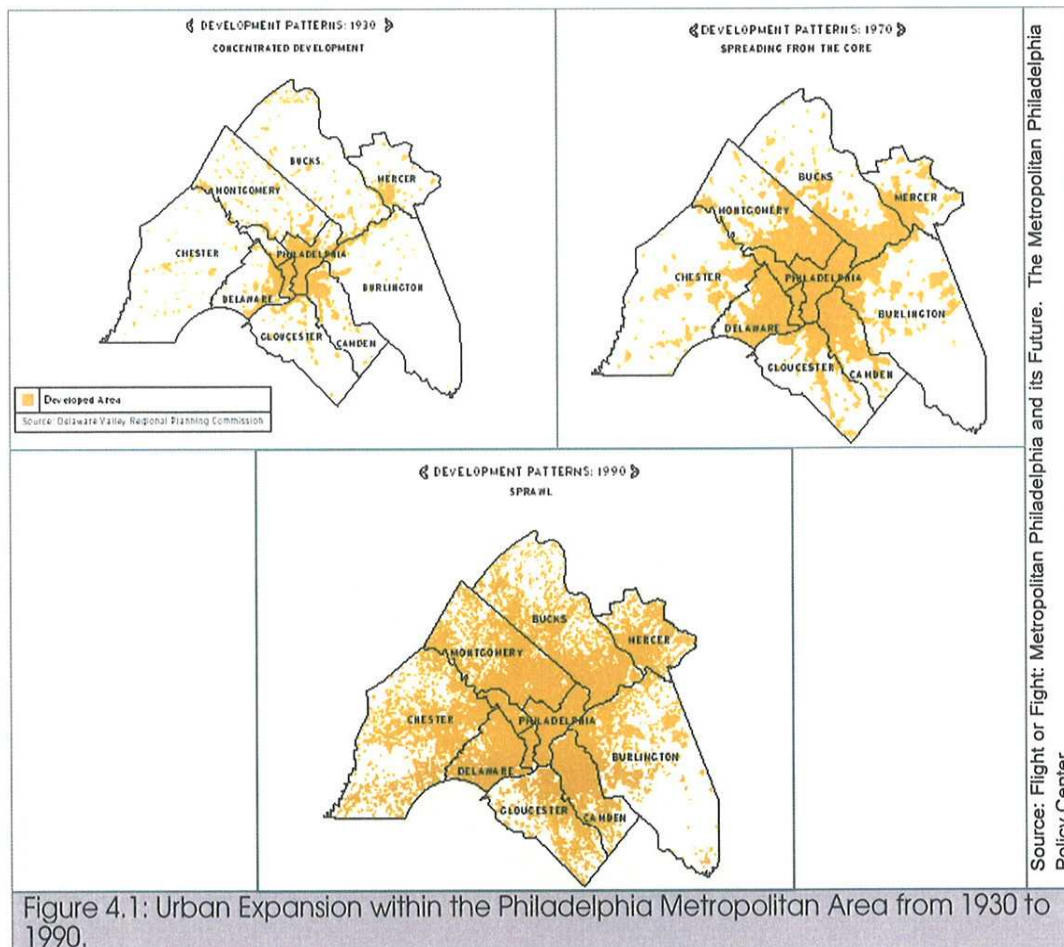 DEVELOPMENT PATTERNS: 1930
CONCENTRATED DEVELOPMENT
BUCKS
MERCER
MONTGOMERY
CHESTER
PHILADELPHIA
DELAWARE
BURLINGTON
GLOUCESTER
CAMDEN
Developed Area
Source: Delaware Valley Regional Planning Commission
DEVELOPMENT PATTERNS: 1970
SPREADING FROM THE CORE
BUCKS
MERCER
MONTGOMERY
CHESTER
PHILADELPHIA
DELAWARE
BURLINGTON
GLOUCESTER
CAMDEN
DEVELOPMENT PATTERNS: 1990
SPRAWL
BUCKS
MERCER
MONTGOMERY
CHESTER
PHILADELPHIA
DELAWARE
BURLINGTON
GLOUCESTER
CAMDEN
Source: Flight or Fight: Metropolitan Philadelphia and its Future. The Metropolitan Philadelphia
Policy Center
Figure 4.1: Urban Expansion within the Philadelphia Metropolitan Area from 1930 to
1990.